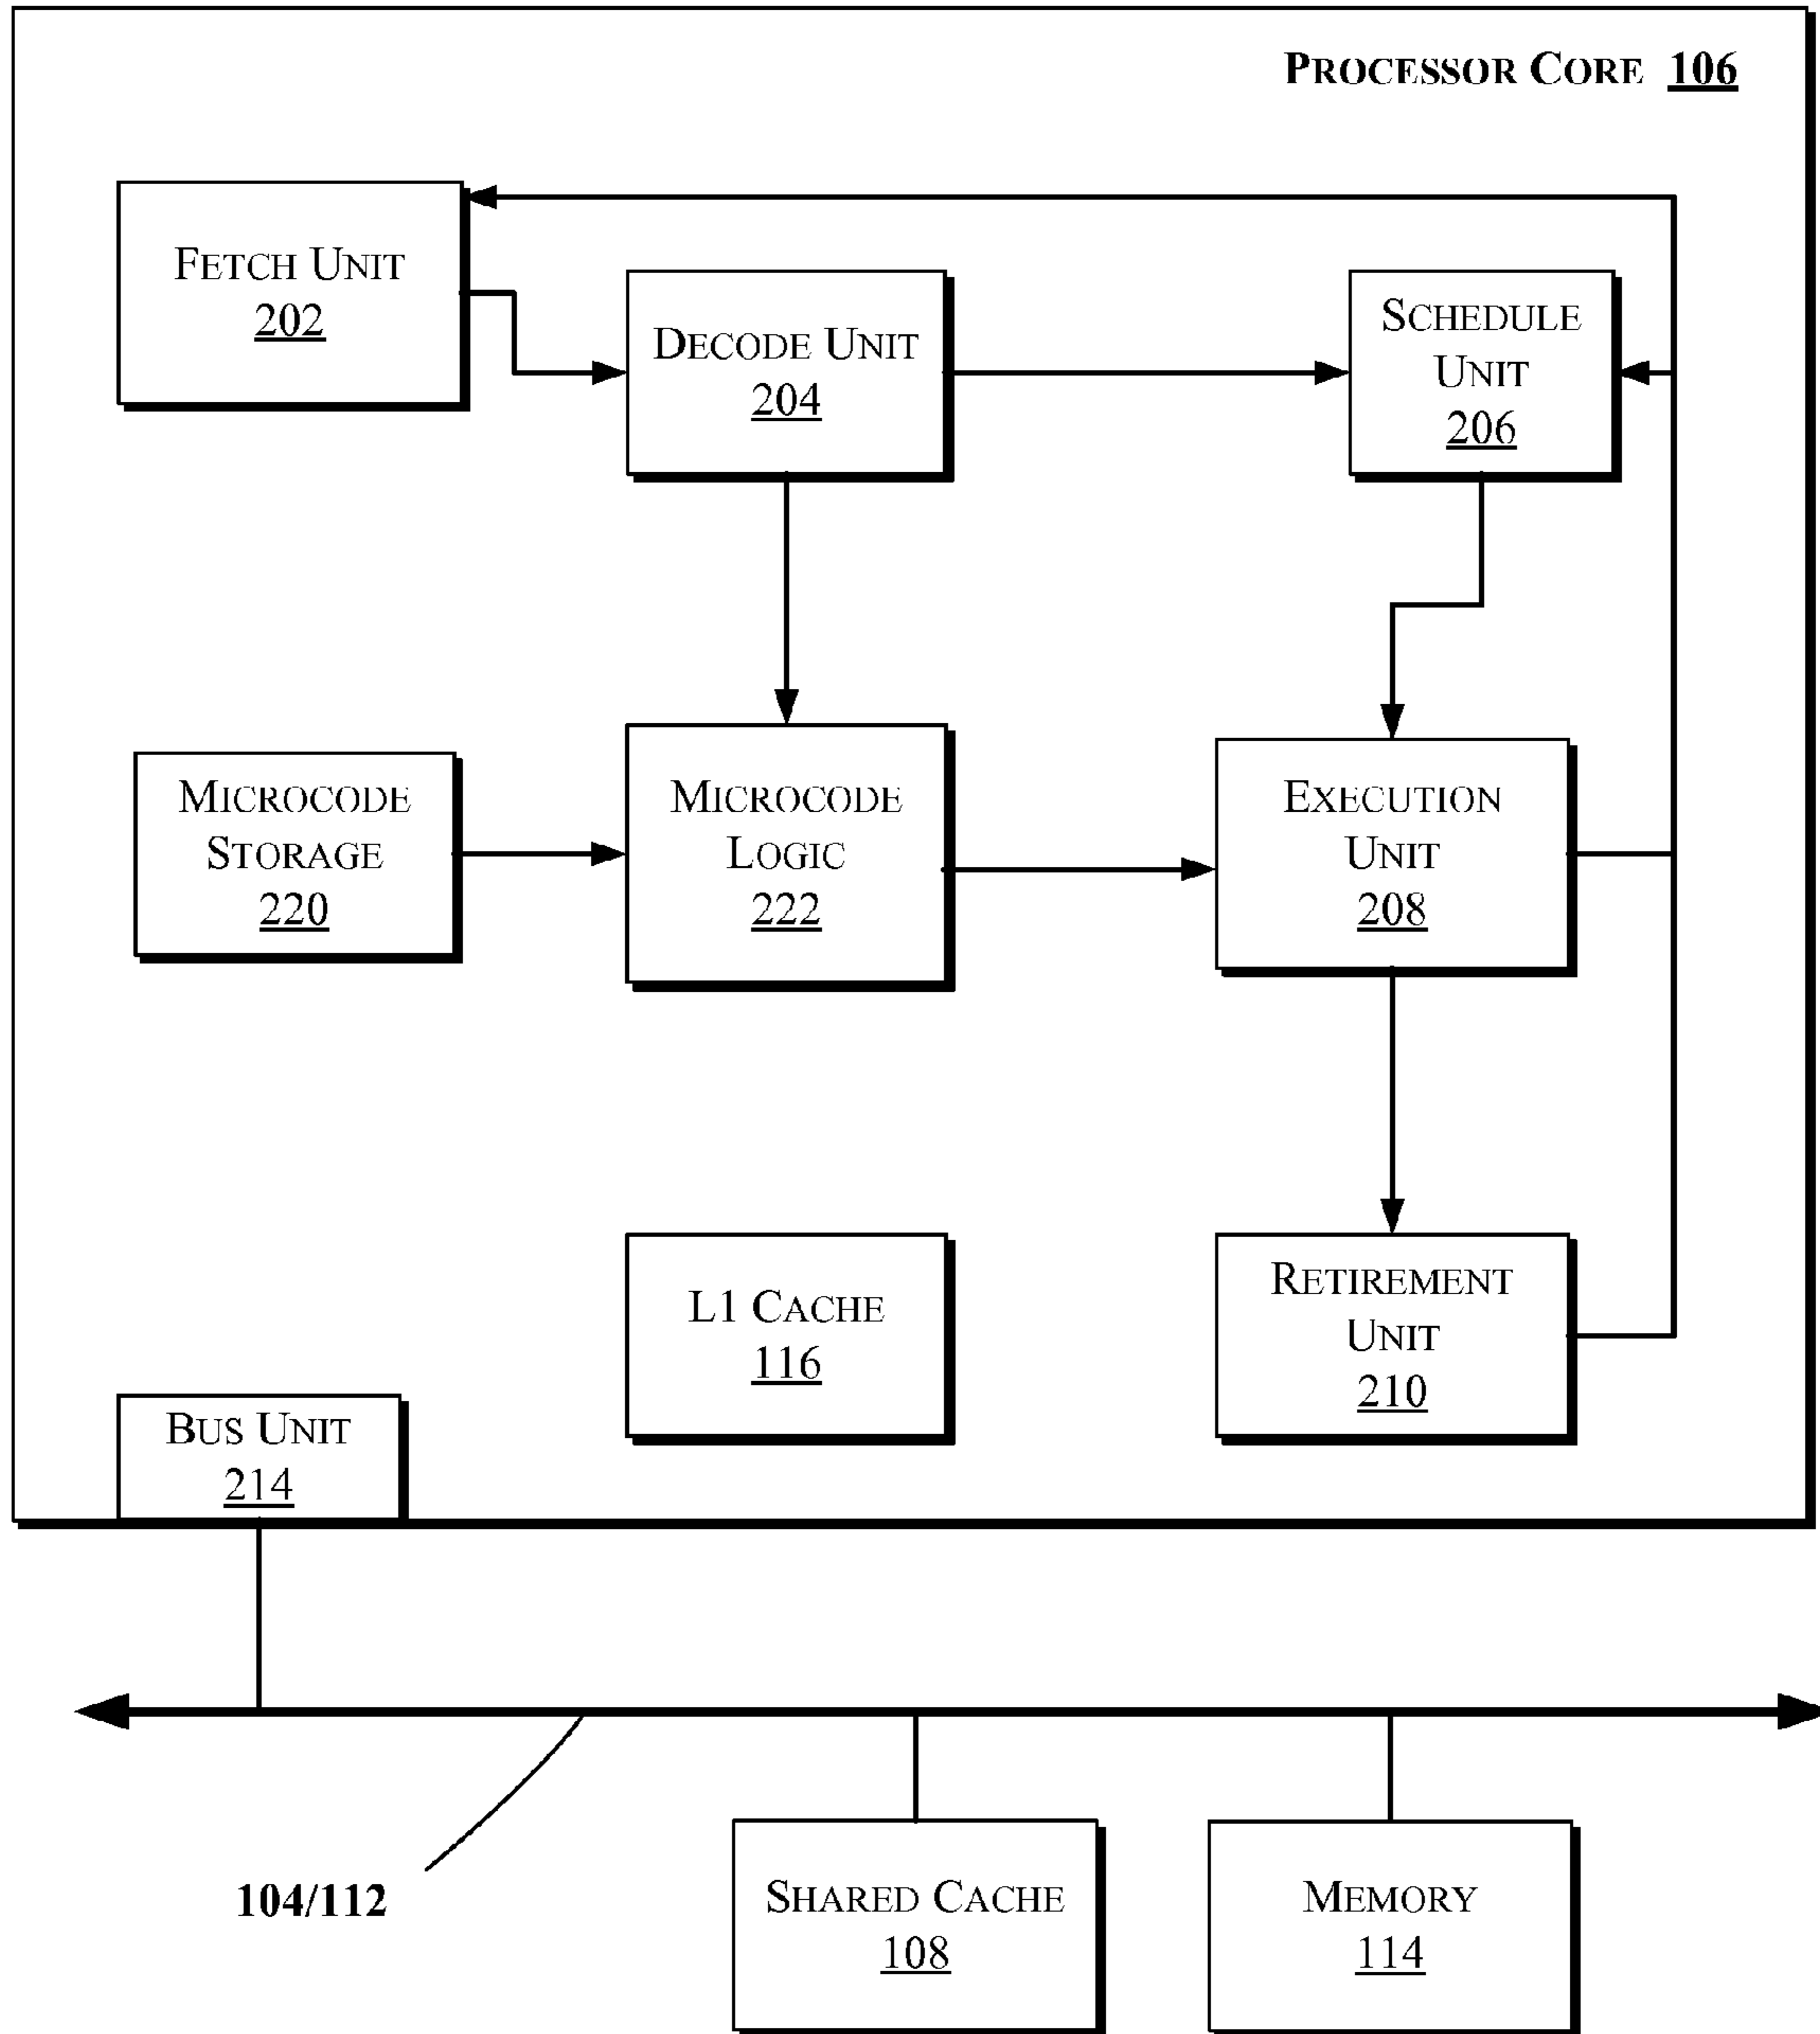 PROCESSOR CORE 106
FETCH UNIT
202
DECODE UNIT
204
SCHEDULE
UNIT
206
MICROCODE
STORAGE
220
MICROCODE
LOGIC
222
EXECUTION
UNIT
208
L1 CACHE
116
RETIREMENT
UNIT
210
BUS UNIT
214
104/112
SHARED CACHE
108
MEMORY
114